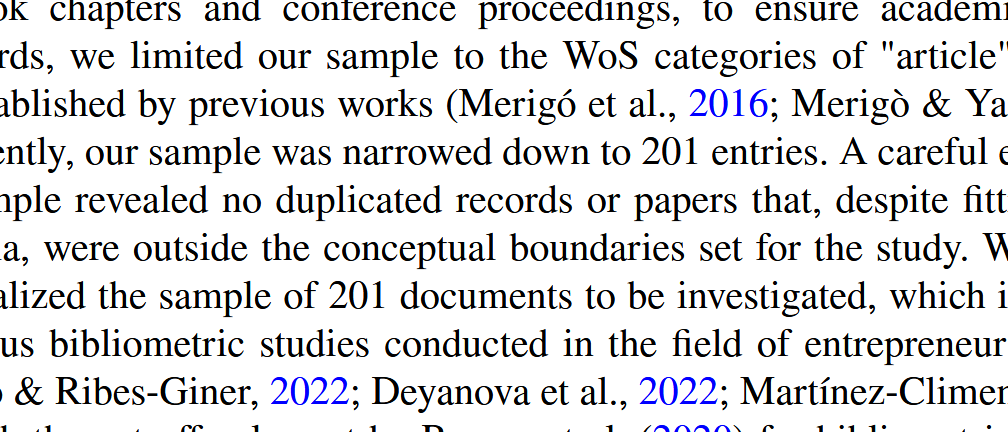 ok chapters and conference proceedings, to ensure academi
rds, we limited our sample to the WoS categories of "article"
ablished by previous works (Merigó et al., 2016; Merigò & Ya
ently, our sample was narrowed down to 201 entries. A careful e
mple revealed no duplicated records or papers that, despite fitt
ia, were outside the conceptual boundaries set for the study. W
alized the sample of 201 documents to be investigated, which i
us bibliometric studies conducted in the field of entrepreneur
& Ribes-Giner, 2022; Deyanova et al., 2022; Martínez-Climen